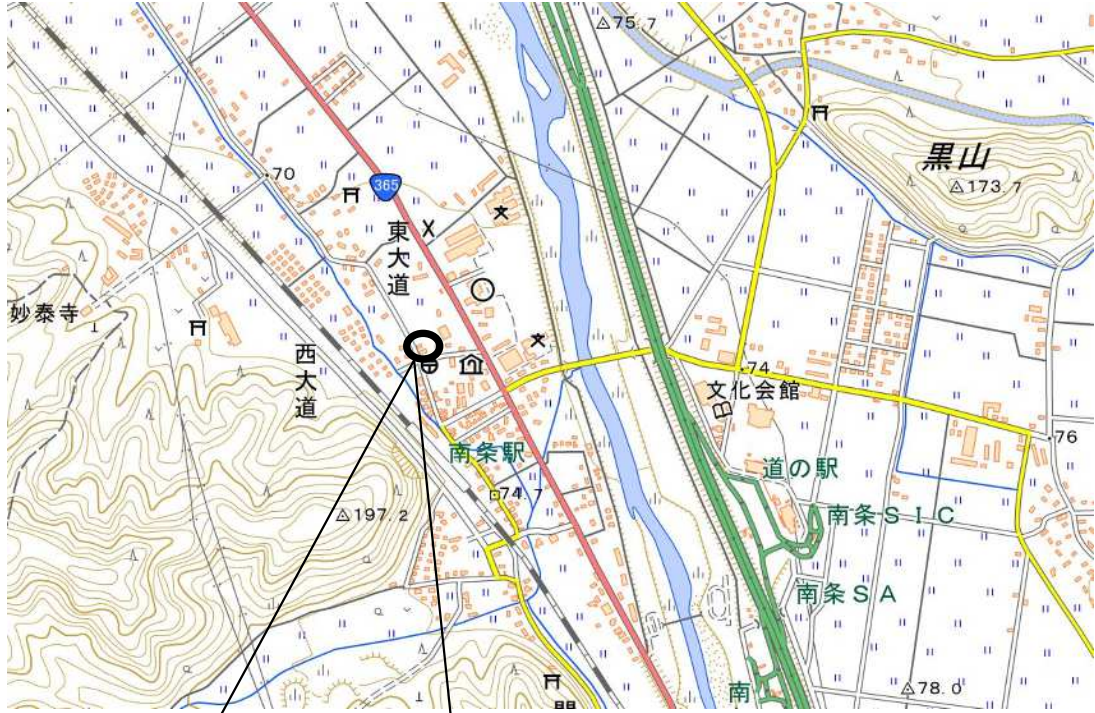 75.7
黒山
173.7
70
365
東大道
妙泰寺
西大道
74
文化会館
76
南条駅
道の駅
74.7
197.2
南条SIC
南条SA
南
78.0